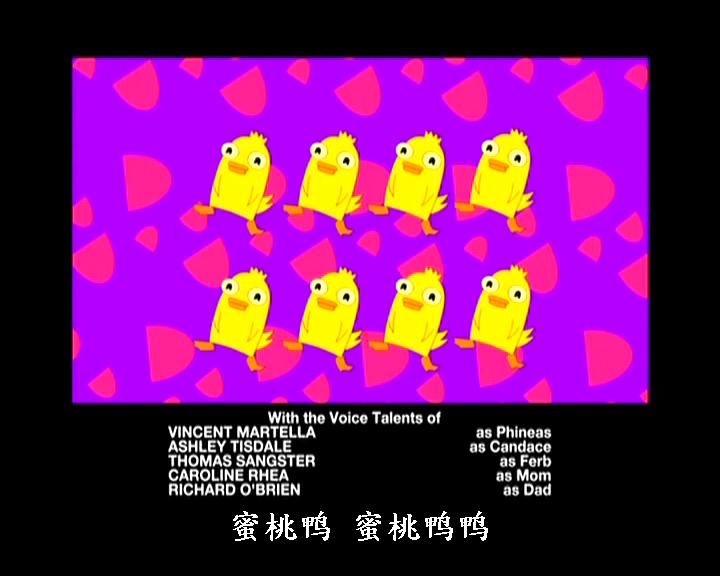 With the Voice Talents of
VINCENT MARTELLA as Phineas
ASHLEY TISDALE as Candace
THOMAS SANGSTER as Ferb
CAROLINE RHEA as Mom
RICHARD O'BRIEN as Dad
蜜桃鸭 蜜桃鸭鸭